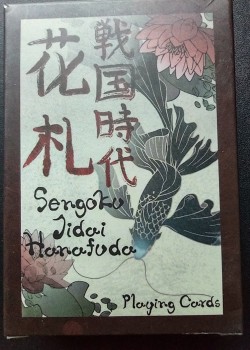 戦国時代
花札
Sengoku
Jidai
Hanafuda
Playing Cards